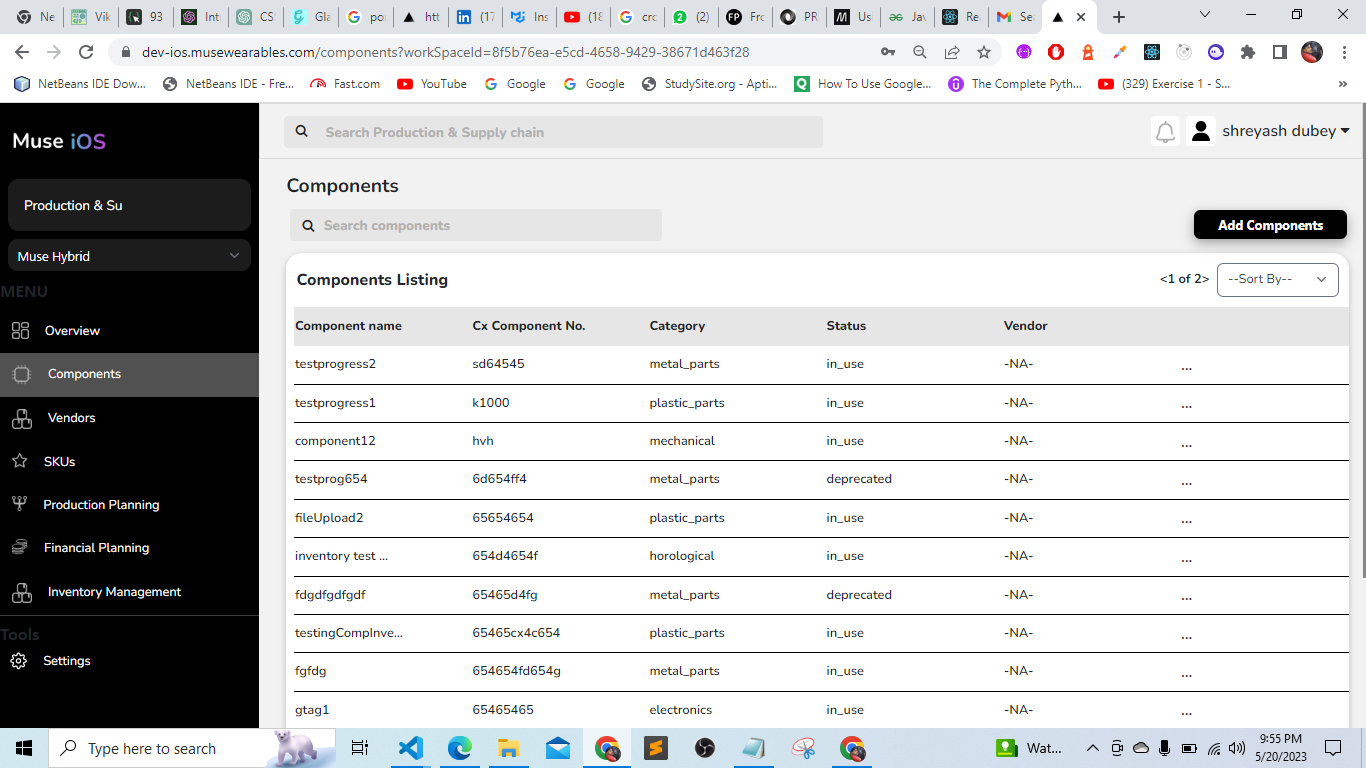 Ne
Vik
93
Int
CS
Gla
po
htt
(17
Ins
(18
crc
(2)
Fro
PR
Us
Jav
Re
Se
dev-ios.musewearables.com/components?workSpaceId=8f5b76ea-e5cd-4658-9429-38671d463f28
NetBeans IDE Dow...
NetBeans IDE - Fre...
Fast.com
YouTube
Google
Google
StudySite.org - Apti...
How To Use Google...
The Complete Pyth...
(329) Exercise 1 - S...
»
Muse iOS
Search Production & Supply chain
shreyash dubey
Production & Su
Muse Hybrid
MENU
Overview
Components
Vendors
SKUs
Production Planning
Financial Planning
Inventory Management
Tools
Settings
Components
Search components
Add Components
Components Listing
<1 of 2>
--Sort By--
Component name Cx Component No. Category Status Vendor
testprogress2 sd64545 metal_parts in_use -NA- ...
testprogress1 k1000 plastic_parts in_use -NA- ...
component12 hvh mechanical in_use -NA- ...
testprog654 6d654ff4 metal_parts deprecated -NA- ...
fileUpload2 65654654 plastic_parts in_use -NA- ...
inventory test ... 654d4654f horological in_use -NA- ...
fdgdfgdfgdf 65465d4fg metal_parts deprecated -NA- ...
testingCompInve... 65465cx4c654 plastic_parts in_use -NA- ...
fgfdg 654654fd654g metal_parts in_use -NA- ...
gtag1 65465465 electronics in_use -NA- ...
Type here to search
Wat...
9:55 PM
5/20/2023